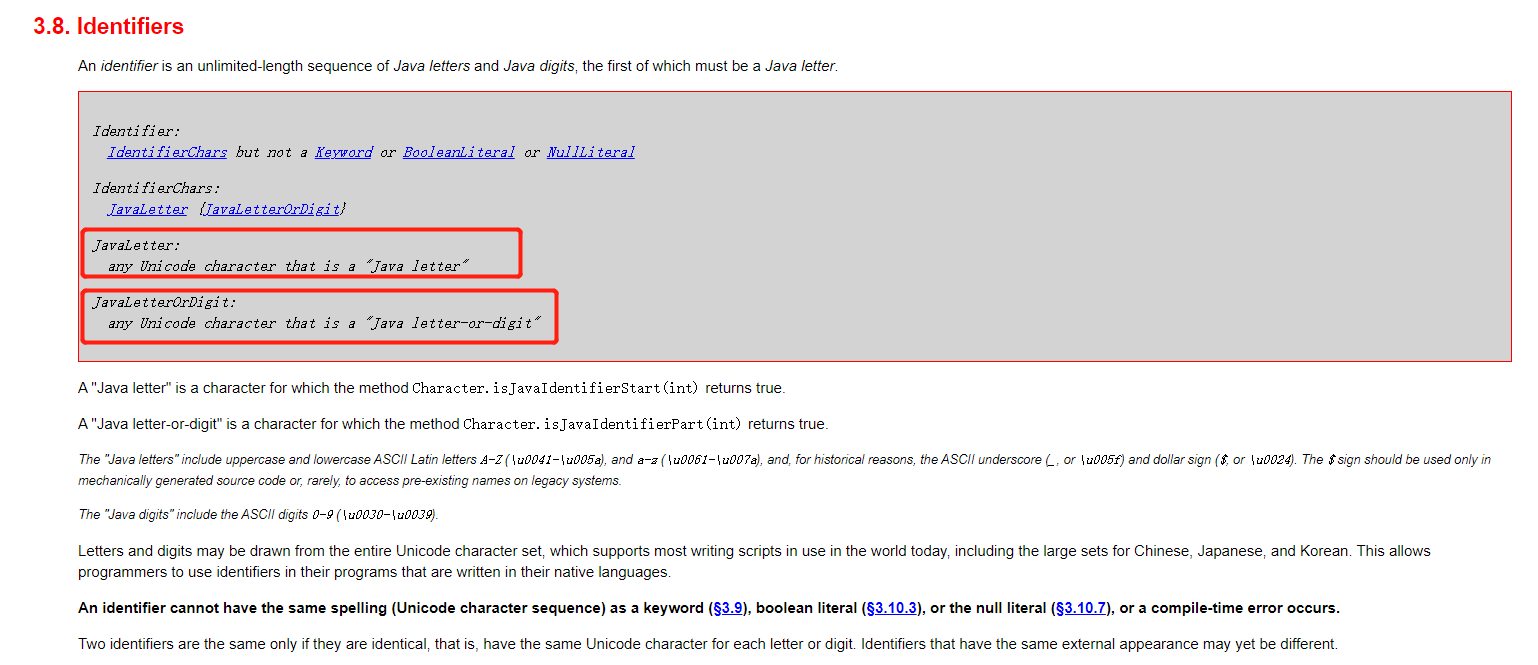 3.8. Identifiers
An identifier is an unlimited-length sequence of Java letters and Java digits, the first of which must be a Java letter.
Identifier:
IdentifierChars but not a Keyword or BooleanLiteral or NullLiteral
IdentifierChars:
JavaLetter {JavaLetterOrDigit}
JavaLetter:
any Unicode character that is a "Java letter"
JavaLetterOrDigit:
any Unicode character that is a "Java letter-or-digit"
A "Java letter" is a character for which the method Character.isJavaIdentifierStart(int) returns true.
A "Java letter-or-digit" is a character for which the method Character.isJavaIdentifierPart(int) returns true.
The "Java letters" include uppercase and lowercase ASCII Latin letters A-Z (\u0041-\u005a), and a-z (\u0061-\u007a), and, for historical reasons, the ASCII underscore (_, or \u005f) and dollar sign ($, or \u0024). The $ sign should be used only in
mechanically generated source code or, rarely, to access pre-existing names on legacy systems.
The "Java digits" include the ASCII digits 0-9 (\u0030-\u0039).
Letters and digits may be drawn from the entire Unicode character set, which supports most writing scripts in use in the world today, including the large sets for Chinese, Japanese, and Korean. This allows
programmers to use identifiers in their programs that are written in their native languages.
An identifier cannot have the same spelling (Unicode character sequence) as a keyword (§3.9), boolean literal (§3.10.3), or the null literal (§3.10.7), or a compile-time error occurs.
Two identifiers are the same only if they are identical, that is, have the same Unicode character for each letter or digit. Identifiers that have the same external appearance may yet be different.